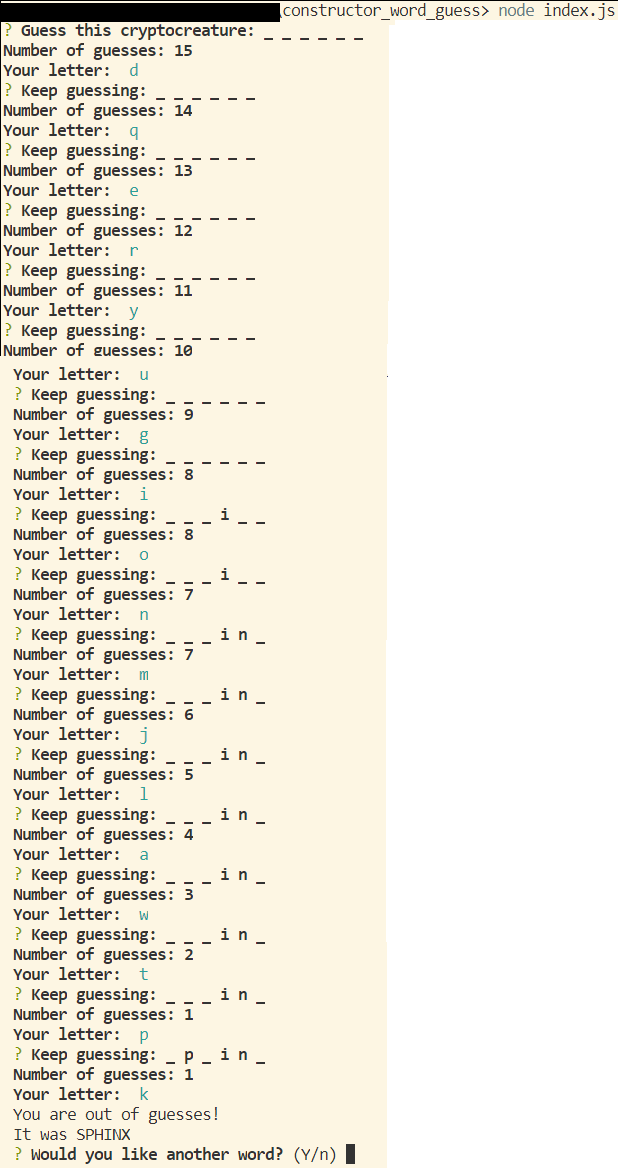 \constructor_word_guess> node index.js
? Guess this cryptocreature: _ _ _ _ _ _
Number of guesses: 15
Your letter:  d
? Keep guessing: _ _ _ _ _ _
Number of guesses: 14
Your letter:  q
? Keep guessing: _ _ _ _ _ _
Number of guesses: 13
Your letter:  e
? Keep guessing: _ _ _ _ _ _
Number of guesses: 12
Your letter:  r
? Keep guessing: _ _ _ _ _ _
Number of guesses: 11
Your letter:  y
? Keep guessing: _ _ _ _ _ _
Number of guesses: 10
Your letter:  u
? Keep guessing: _ _ _ _ _ _
Number of guesses: 9
Your letter:  g
? Keep guessing: _ _ _ _ _ _
Number of guesses: 8
Your letter:  i
? Keep guessing: _ _ _ i _ _
Number of guesses: 8
Your letter:  o
? Keep guessing: _ _ _ i _ _
Number of guesses: 7
Your letter:  n
? Keep guessing: _ _ _ i n _
Number of guesses: 7
Your letter:  m
? Keep guessing: _ _ _ i n _
Number of guesses: 6
Your letter:  j
? Keep guessing: _ _ _ i n _
Number of guesses: 5
Your letter:  l
? Keep guessing: _ _ _ i n _
Number of guesses: 4
Your letter:  a
? Keep guessing: _ _ _ i n _
Number of guesses: 3
Your letter:  w
? Keep guessing: _ _ _ i n _
Number of guesses: 2
Your letter:  t
? Keep guessing: _ _ _ i n _
Number of guesses: 1
Your letter:  p
? Keep guessing: _ p _ i n _
Number of guesses: 1
Your letter:  k
You are out of guesses!
It was SPHINX
? Would you like another word? (Y/n)